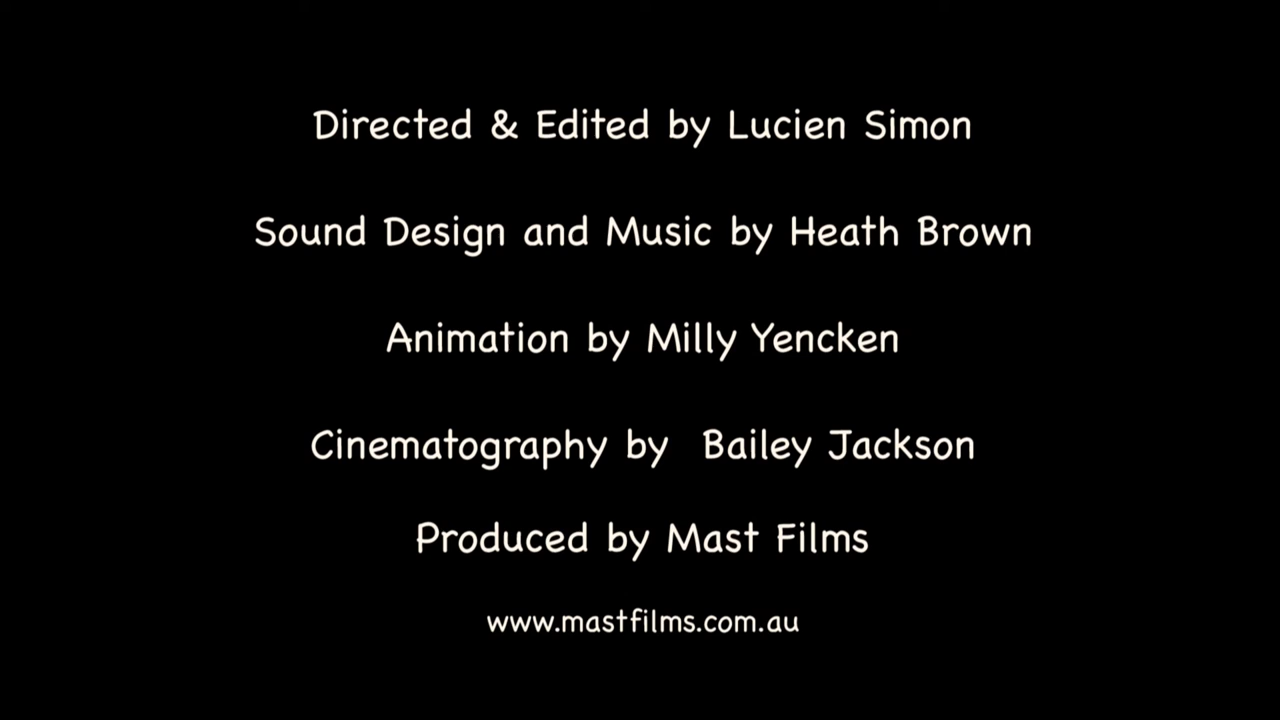 Directed & Edited by Lucien Simon
Sound Design and Music by Heath Brown
Animation by Milly Yencken
Cinematography by  Bailey Jackson
Produced by Mast Films
www.mastfilms.com.au